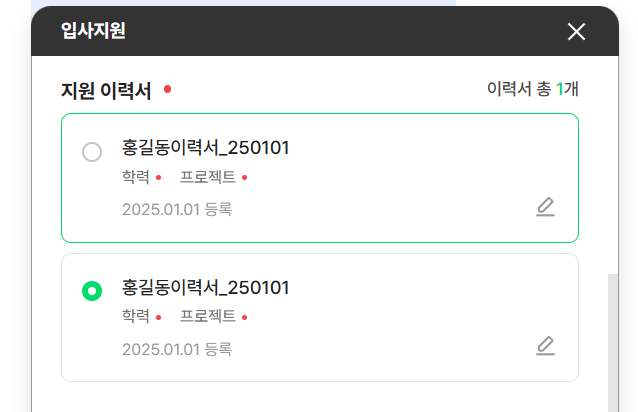 입사지원
지원 이력서
이력서 총 1개
홍길동이력서_250101
학력 프로젝트
2025.01.01 등록
홍길동이력서_250101
학력 프로젝트
2025.01.01 등록